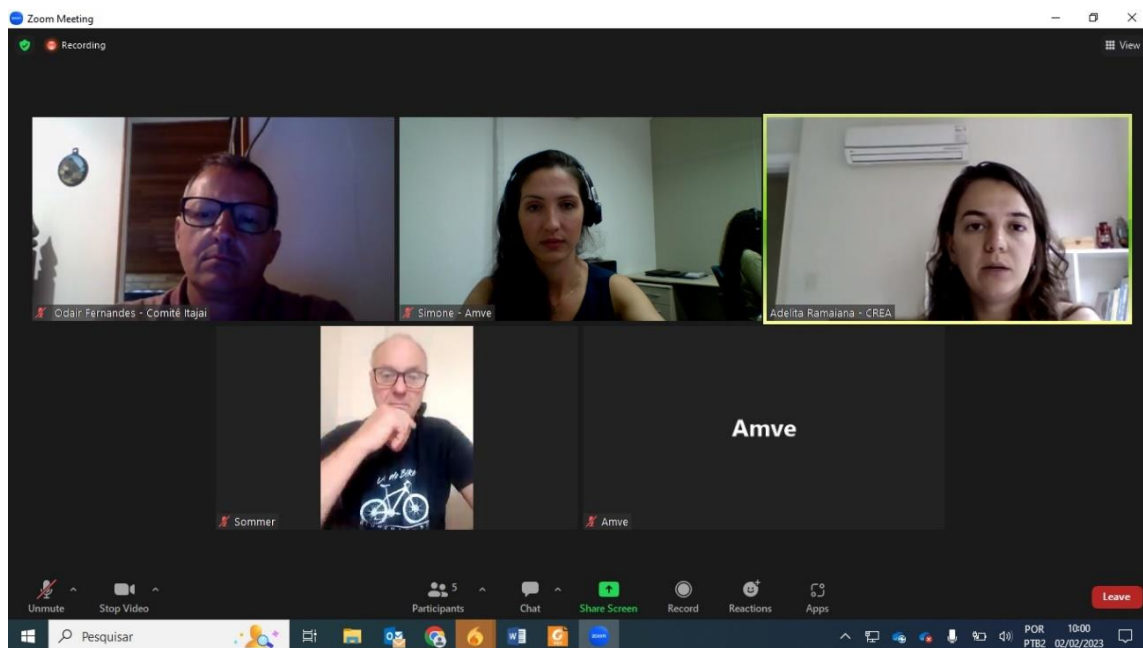 Zoom Meeting
Recording
View
Odair Fernandes - Comitê Itajaí
Simone - Amve
Adelita Ramaiana - CREA
Sommer
Amve
Amve
Unmute
Stop Video
Participants 5
Chat
Share Screen
Record
Reactions
Apps
Leave
Pesquisar
POR
PTB2
10:00
02/02/2023